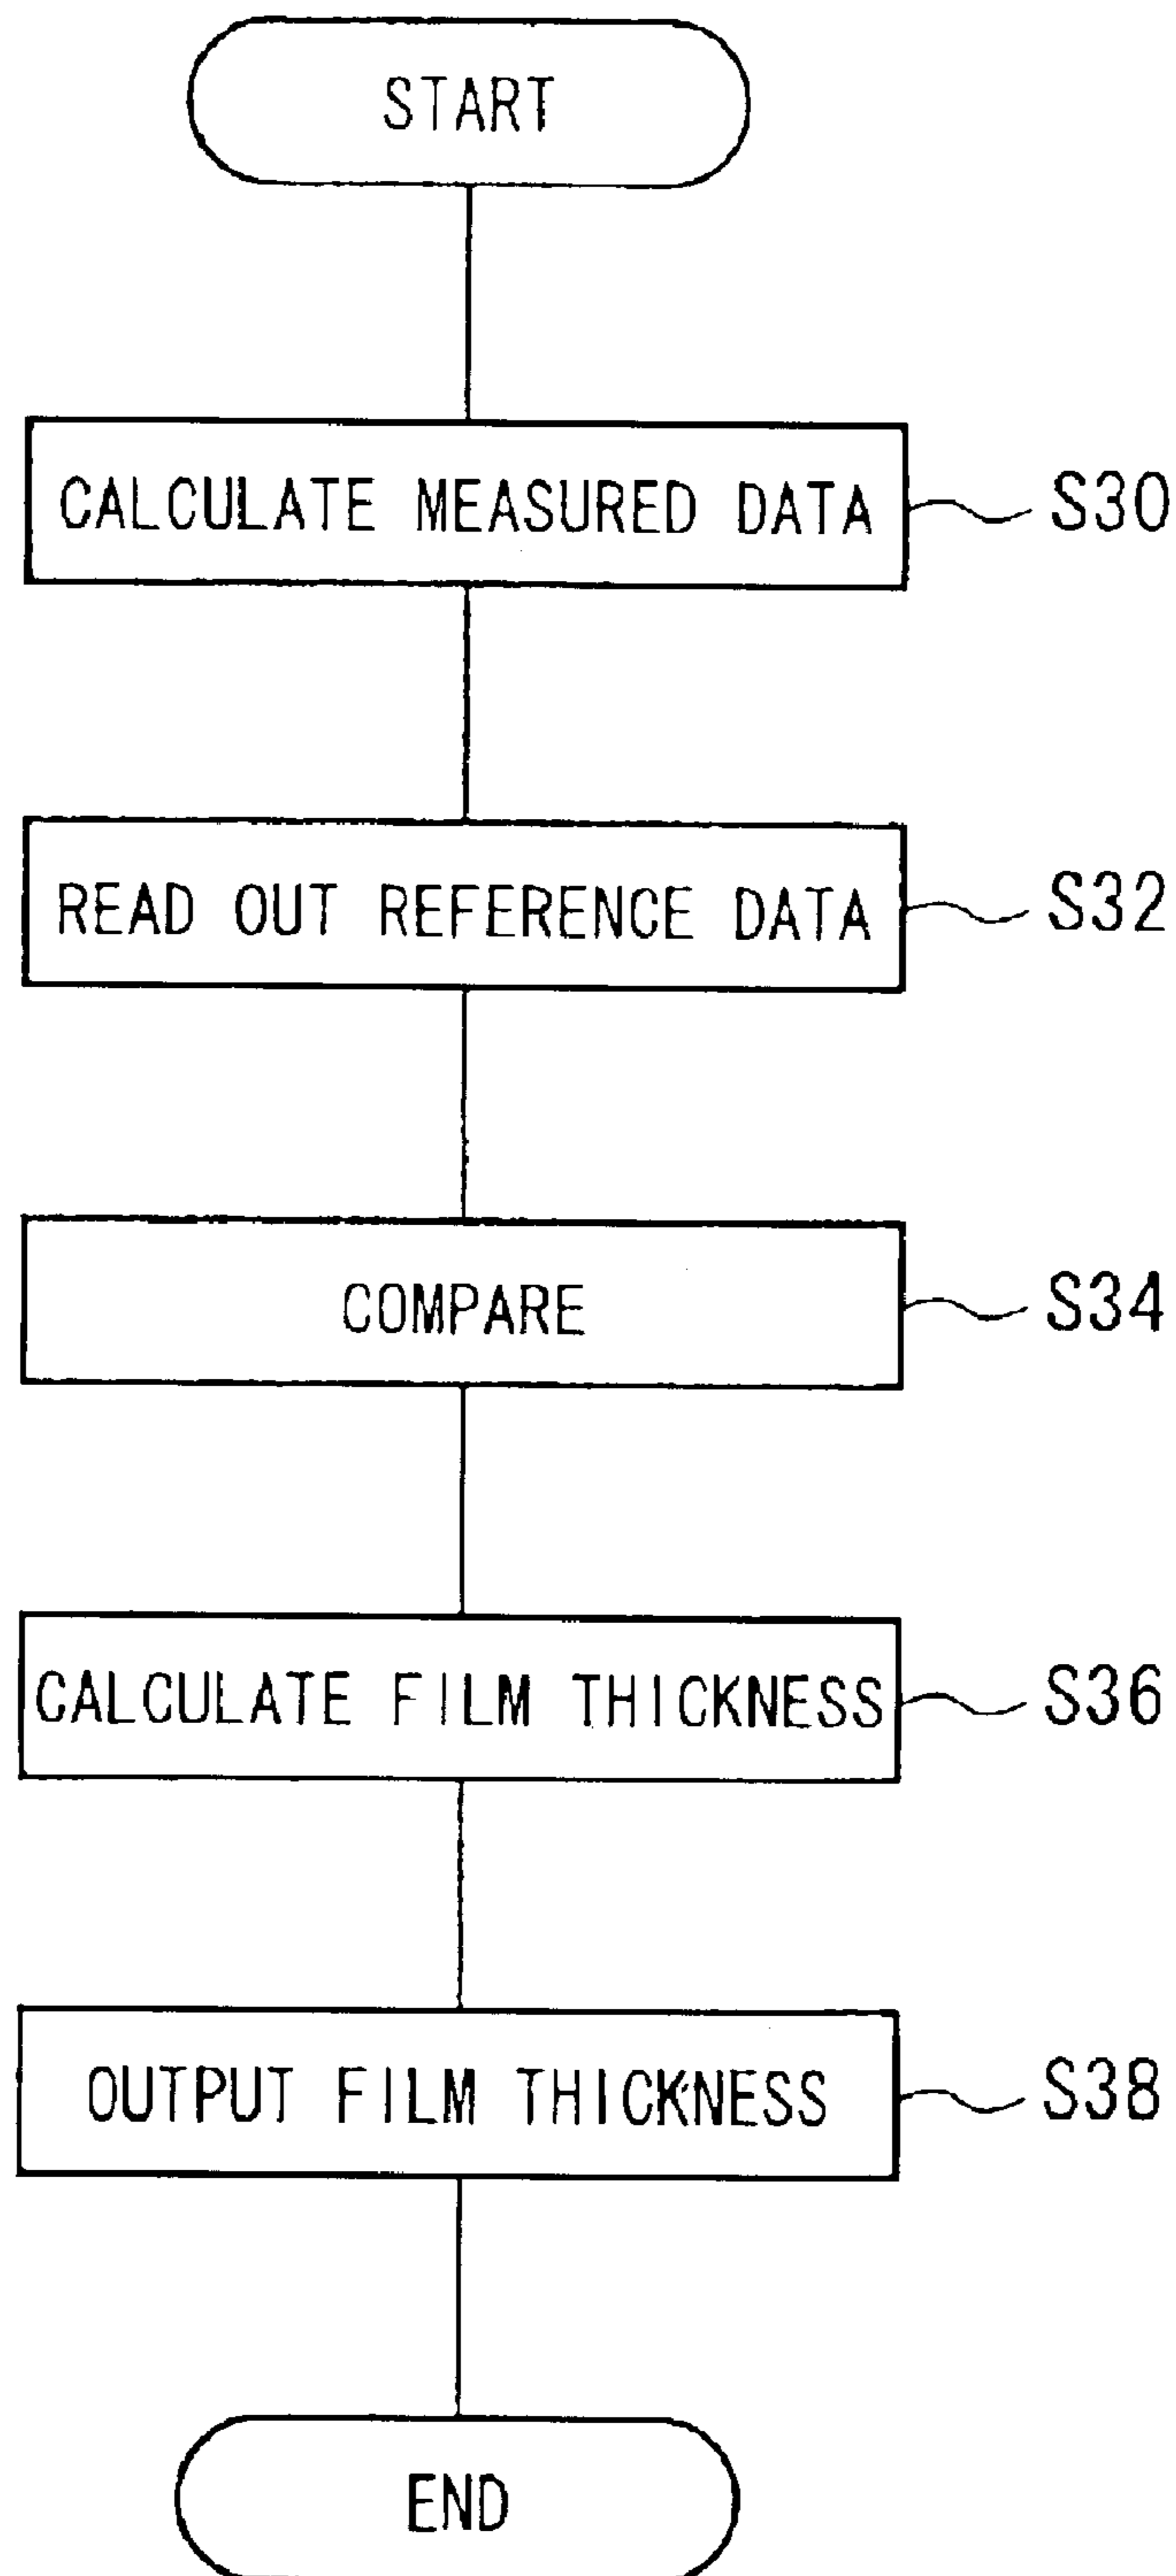 START
CALCULATE MEASURED DATA S30
READ OUT REFERENCE DATA S32
COMPARE S34
CALCULATE FILM THICKNESS S36
OUTPUT FILM THICKNESS S38
END